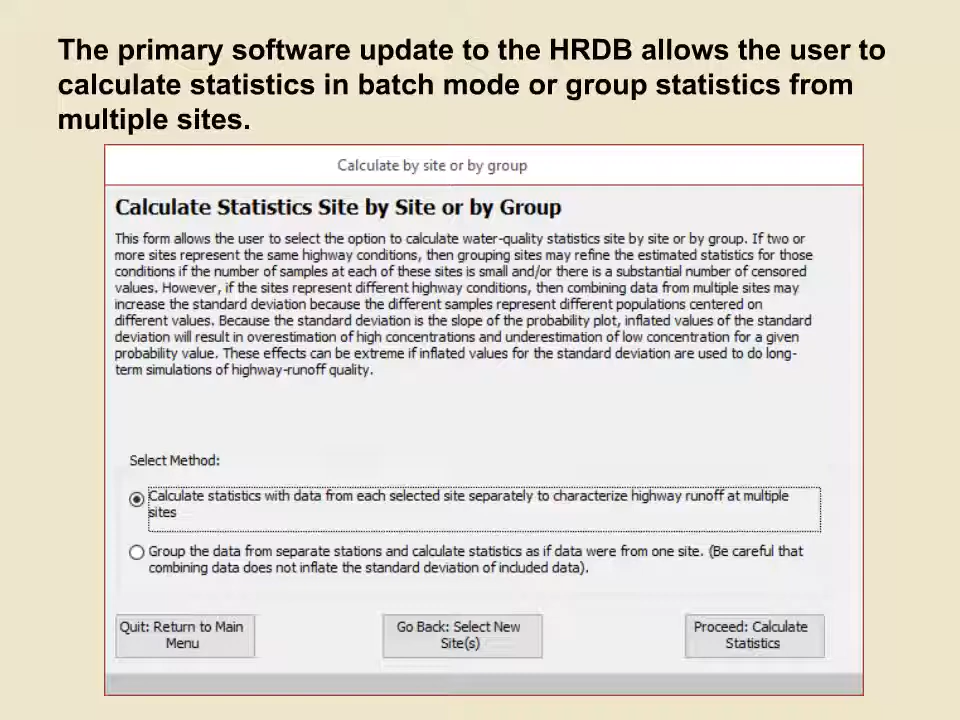 The primary software update to the HRDB allows the user to
calculate statistics in batch mode or group statistics from
multiple sites.
Calculate by site or by group
Calculate Statistics Site by Site or by Group
This form allows the user to select the option to calculate water-quality statistics site by site or by group. If two or
more sites represent the same highway conditions, then grouping sites may refine the estimated statistics for those
conditions if the number of samples at each of these sites is small and/or there is a substantial number of censored
values. However, if the sites represent different highway conditions, then combining data from multiple sites may
increase the standard deviation because the different samples represent different populations centered on
different values. Because the standard deviation is the slope of the probability plot, inflated values of the standard
deviation will result in overestimation of high concentrations and underestimation of low concentration for a given
probability value. These effects can be extreme if inflated values for the standard deviation are used to do long-
term simulations of highway-runoff quality.
Select Method:
Calculate statistics with data from each selected site separately to characterize highway runoff at multiple
sites
Group the data from separate stations and calculate statistics as if data were from one site. (Be careful that
combining data does not inflate the standard deviation of included data).
Quit: Return to Main
Menu
Go Back: Select New
Site(s)
Proceed: Calculate
Statistics